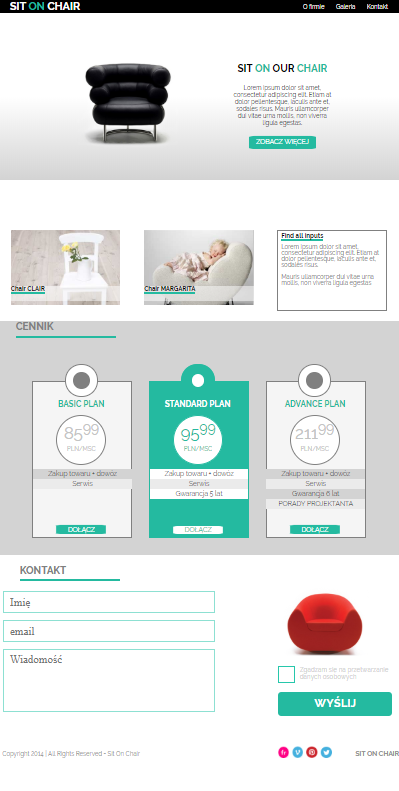 SIT ON CHAIR
O firmie Galeria Kontakt
SIT ON OUR CHAIR
Lorem ipsum dolor sit amet,
consectetur adipiscing elit. Etiam at
dolor pellentesque, iaculis ante et,
sodales risus. Mauris ullamcorper
dui vitae urna mollis, non viverra
ligula egestas.
ZOBACZ WIĘCEJ
Chair CLAIR
Chair MARGARITA
Find all inputs
Lorem ipsum dolor sit amet,
consectetur adipiscing elit. Etiam at
dolor pellentesque, iaculis ante et,
sodales risus.
Mauris ullamcorper dui vitae urna
mollis, non viverra ligula egestas
CENNIK
BASIC PLAN
85⁹⁹
PLN/MSC
Zakup towaru + dowóz
Serwis
DOŁĄCZ
STANDARD PLAN
95⁹⁹
PLN/MSC
Zakup towaru + dowóz
Serwis
Gwarancja 5 lat
DOŁĄCZ
ADVANCE PLAN
211⁹⁹
PLN/MSC
Zakup towaru + dowóz
Serwis
Gwarancja 6 lat
PORADY PROJEKTANTA
DOŁĄCZ
KONTAKT
Imię
email
Wiadomość
Zgadzam się na przetwarzanie
danych osobowych
WYŚLIJ
Copyright 2014 | All Rights Reserved • Sit On Chair
SIT ON CHAIR